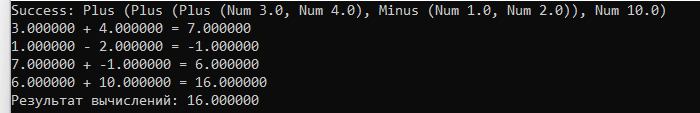 Success: Plus (Plus (Plus (Num 3.0, Num 4.0), Minus (Num 1.0, Num 2.0)), Num 10.0)
3.000000 + 4.000000 = 7.000000
1.000000 - 2.000000 = -1.000000
7.000000 + -1.000000 = 6.000000
6.000000 + 10.000000 = 16.000000
Результат вычислений: 16.000000